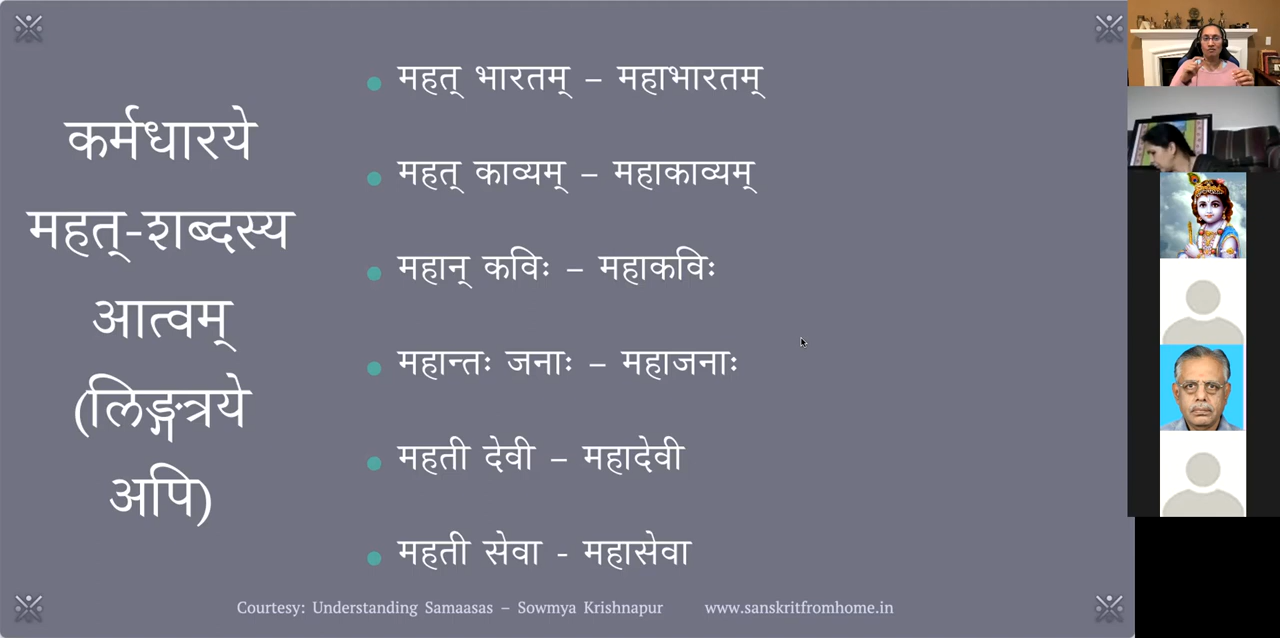 कर्मधारये
महत्-शब्दस्य
आत्वम्
(लिङ्गत्रये
अपि)
महत् भारतम् – महाभारतम्
महत् काव्यम् – महाकाव्यम्
महान् कविः – महाकविः
महान्तः जनाः – महाजनाः
महती देवी – महादेवी
महती सेवा - महासेवा
Courtesy: Understanding Samaasas – Sowmya Krishnapur www.sanskritfromhome.in